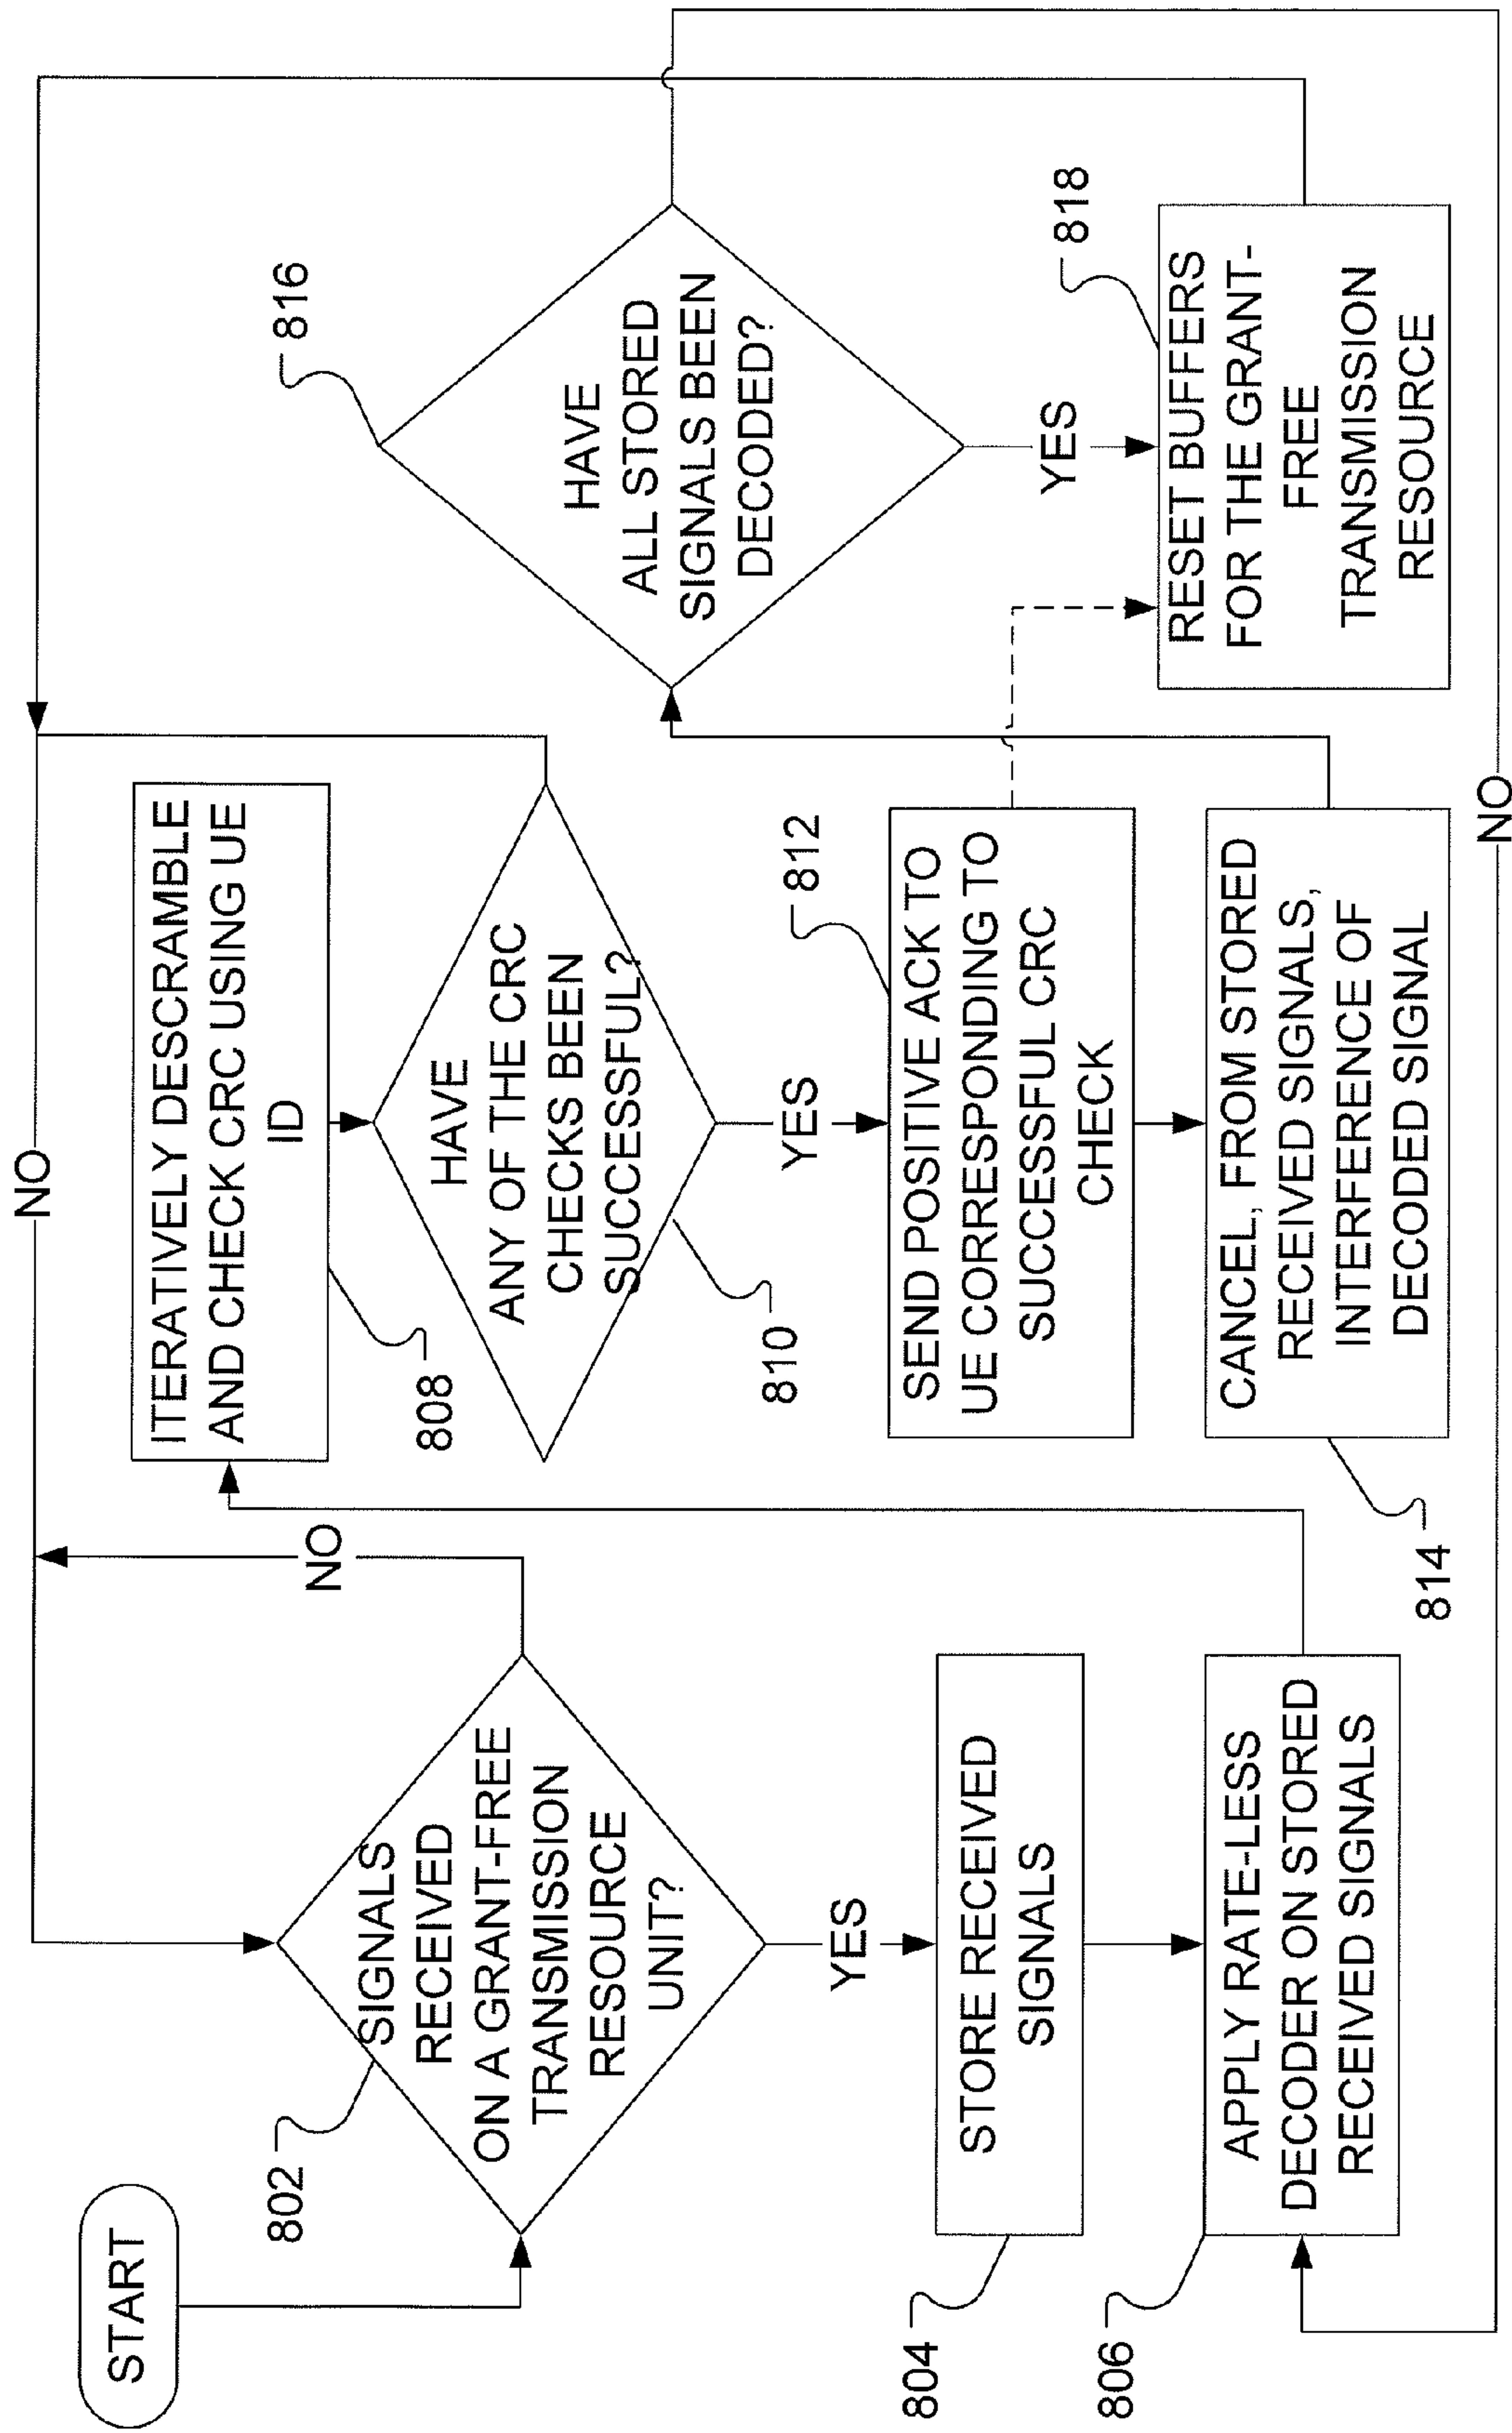 START
802
SIGNALS
RECEIVED
ON A GRANT-FREE
TRANSMISSION
RESOURCE
UNIT?
NO
YES
804
STORE RECEIVED
SIGNALS
806
APPLY RATE-LESS
DECODER ON STORED
RECEIVED SIGNALS
NO
ITERATIVELY DESCRAMBLE
AND CHECK CRC USING UE
ID
808
HAVE
ANY OF THE CRC
CHECKS BEEN
SUCCESSFUL?
810
YES
812
SEND POSITIVE ACK TO
UE CORRESPONDING TO
SUCCESSFUL CRC
CHECK
CANCEL, FROM STORED
RECEIVED SIGNALS,
INTERFERENCE OF
DECODED SIGNAL
814
816
HAVE
ALL STORED
SIGNALS BEEN
DECODED?
YES
818
RESET BUFFERS
FOR THE GRANT-
FREE
TRANSMISSION
RESOURCE
NO